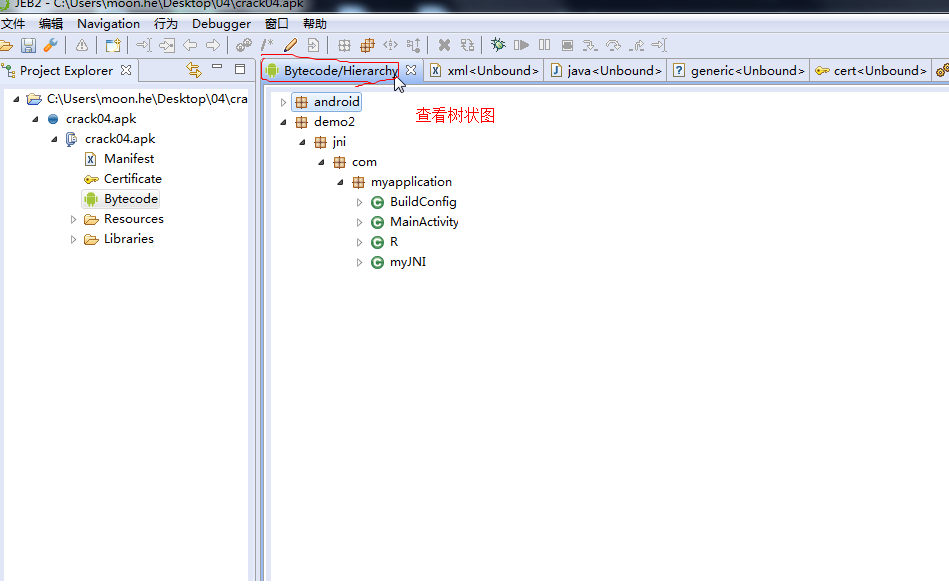 JEB2 - C:\Users\moon.he\Desktop\04\crack04.apk
文件 编辑 Navigation 行为 Debugger 窗口 帮助
Project Explorer
Bytecode/Hierarchy xml<Unbound> java<Unbound> generic<Unbound> cert<Unbound>
C:\Users\moon.he\Desktop\04\cra
crack04.apk
crack04.apk
Manifest
Certificate
Bytecode
Resources
Libraries
android
查看树状图
demo2
jni
com
myapplication
BuildConfig
MainActivity
R
myJNI